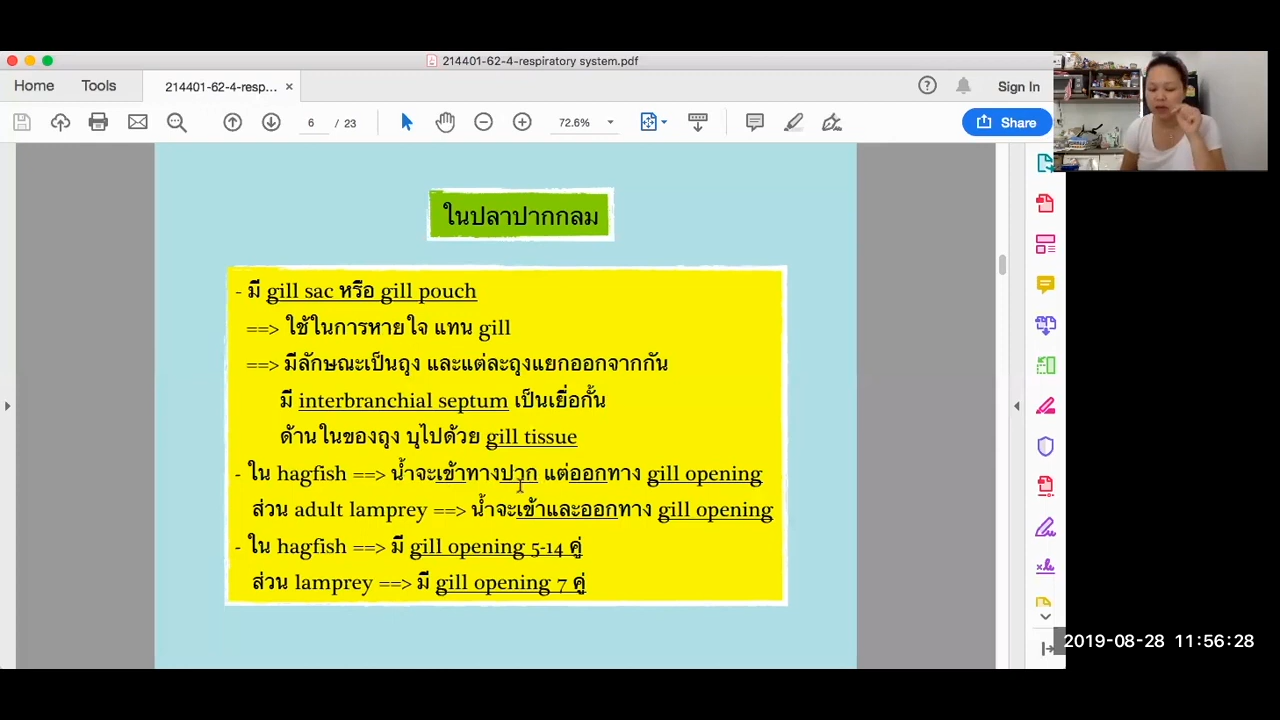 214401-62-4-respiratory system.pdf
Home
Tools
214401-62-4-resp...
Sign In
6 / 23
72.6%
Share
ในปลาปากกลม
- มี gill sac หรือ gill pouch
==> ใช้ในการหายใจ แทน gill
==> มีลักษณะเป็นถุง และแต่ละถุงแยกออกจากกัน
มี interbranchial septum เป็นเยื่อกั้น
ด้านในของถุง บุไปด้วย gill tissue
- ใน hagfish ==> น้ำจะเข้าทางปาก แต่ออกทาง gill opening
ส่วน adult lamprey ==> น้ำจะเข้าและออกทาง gill opening
- ใน hagfish ==> มี gill opening 5-14 คู่
ส่วน lamprey ==> มี gill opening 7 คู่
2019-08-28 11:56:28